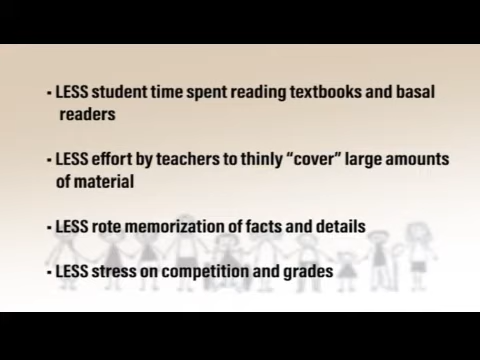 · LESS student time spent reading textbooks and basal
readers
· LESS effort by teachers to thinly “cover” large amounts
of material
· LESS rote memorization of facts and details
· LESS stress on competition and grades